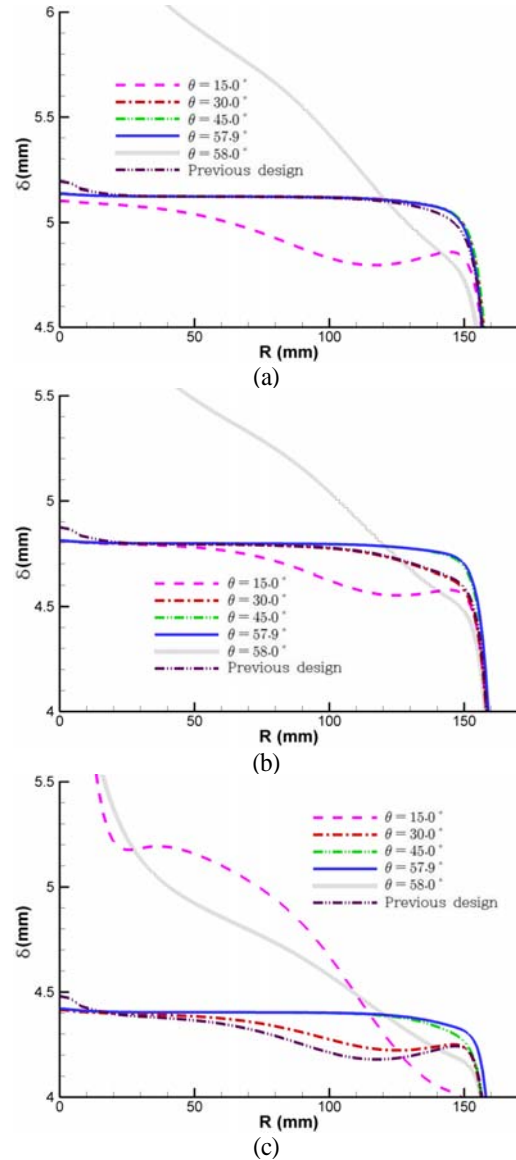 6
5.5
5
4.5
δ(mm)
θ = 15.0°
θ = 30.0°
θ = 45.0°
θ = 57.9°
θ = 58.0°
Previous design
0 50 100 150
R (mm)
(a)
5.5
5
4.5
4
δ(mm)
θ = 15.0°
θ = 30.0°
θ = 45.0°
θ = 57.9°
θ = 58.0°
Previous design
0 50 100 150
R (mm)
(b)
5.5
5
4.5
4
δ(mm)
θ = 15.0°
θ = 30.0°
θ = 45.0°
θ = 57.9°
θ = 58.0°
Previous design
0 50 100 150
R (mm)
(c)